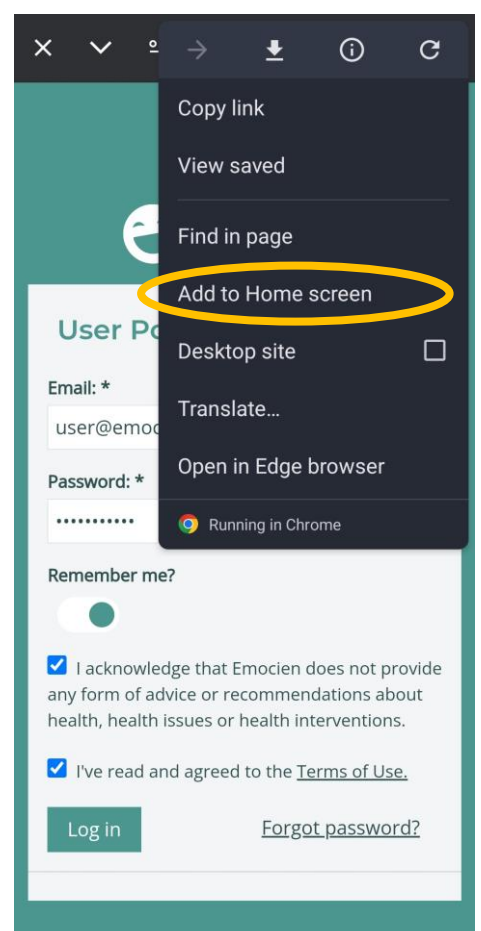 Copy link
View saved
Find in page
Add to Home screen
Desktop site
Translate...
Open in Edge browser
Running in Chrome
User
Email: *
Password: *
•••••••••••
Remember me?
I acknowledge that Emocien does not provide
any form of advice or recommendations about
health, health issues or health interventions.
I've read and agreed to the Terms of Use.
Log in
Forgot password?